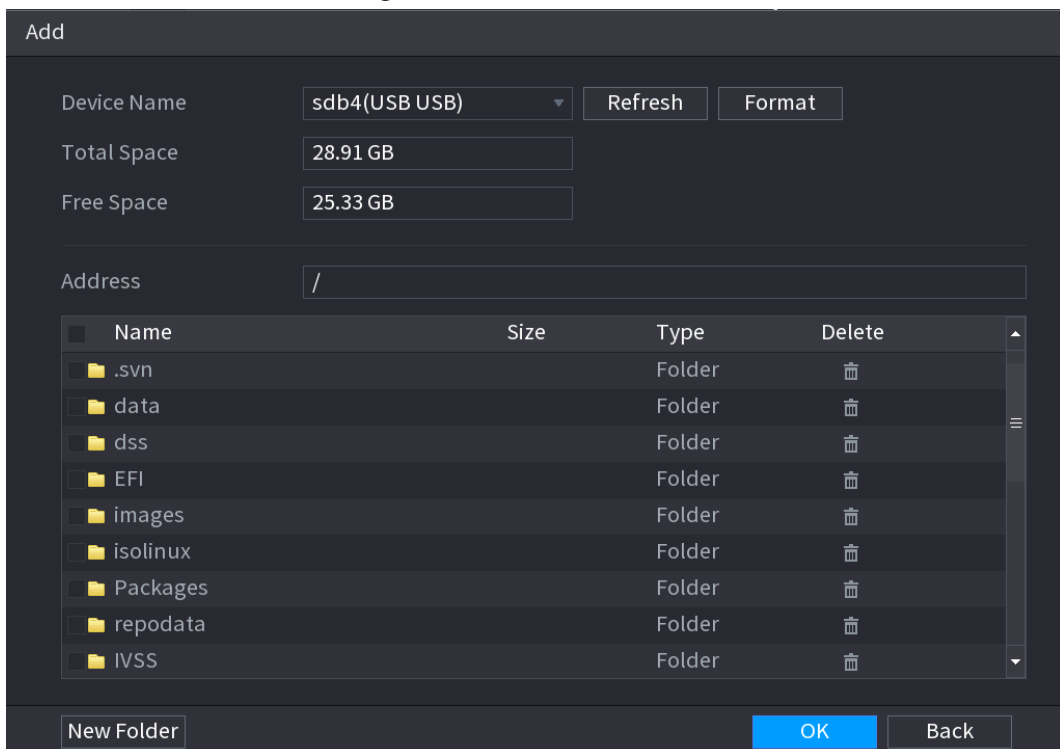 Add
Device Name sdb4(USB USB) Refresh Format
Total Space 28.91 GB
Free Space 25.33 GB
Address /
Name Size Type Delete
.svn Folder
data Folder
dss Folder
EFI Folder
images Folder
isolinux Folder
Packages Folder
repodata Folder
IVSS Folder
New Folder OK Back